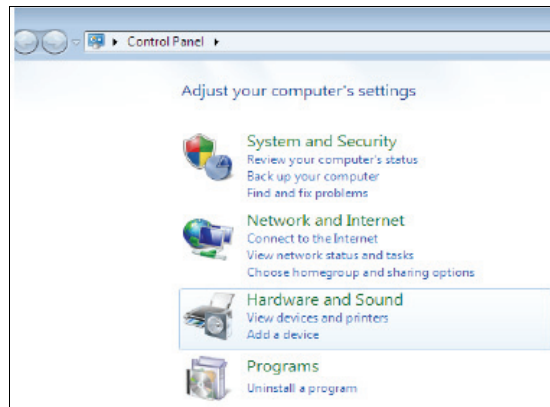 Control Panel
Adjust your computer's settings
System and Security
Review your computer's status
Back up your computer
Find and fix problems
Network and Internet
Connect to the Internet
View network status and tasks
Choose homegroup and sharing options
Hardware and Sound
View devices and printers
Add a device
Programs
Uninstall a program